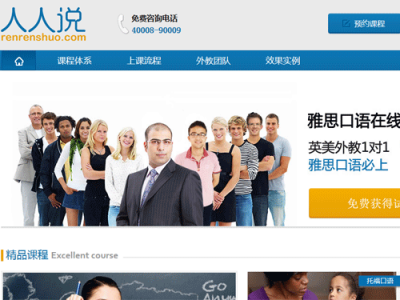 人人说
renrenshuo.com
免费咨询电话
40008-90009
预约课程
课程体系
上课流程
外教团队
效果实例
雅思口语在线
英美外教1对1
雅思口语必上
免费获得试
精品课程 Excellent course
托福口语